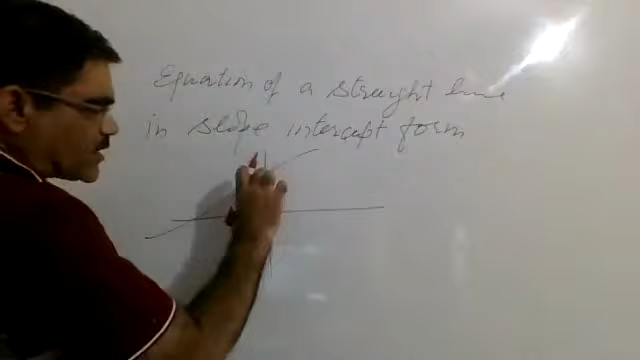 Equation of a straight line
in slope intercept form